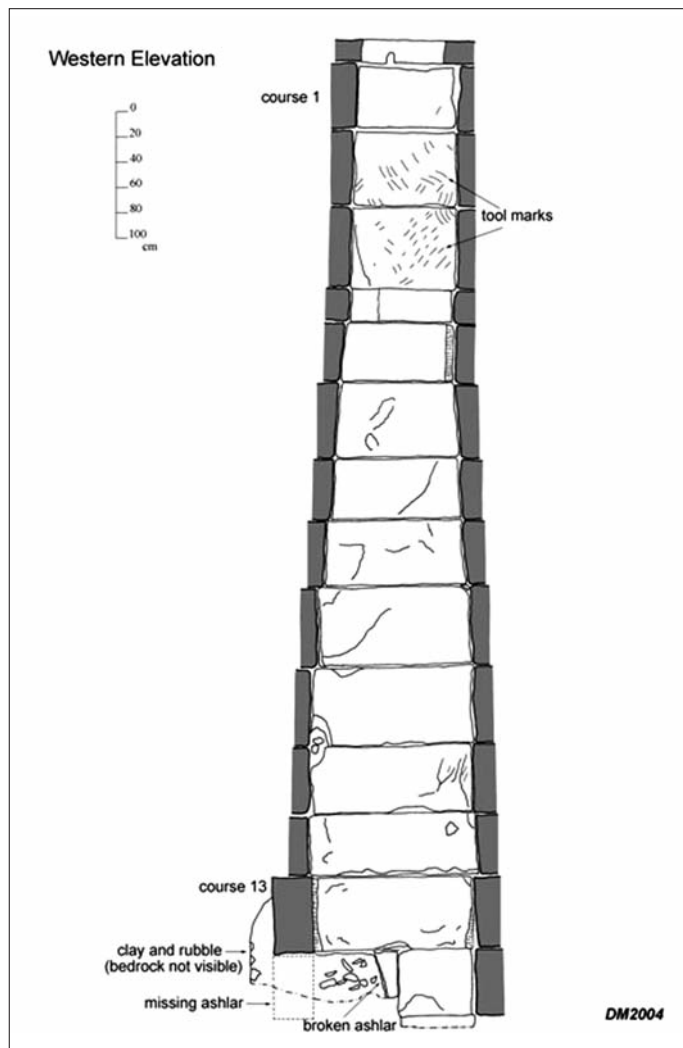 Western Elevation
course 1
0
20
40
60
80
100
cm
tool marks
course 13
clay and rubble
(bedrock not visible)
missing ashlar
broken ashlar
DM2004